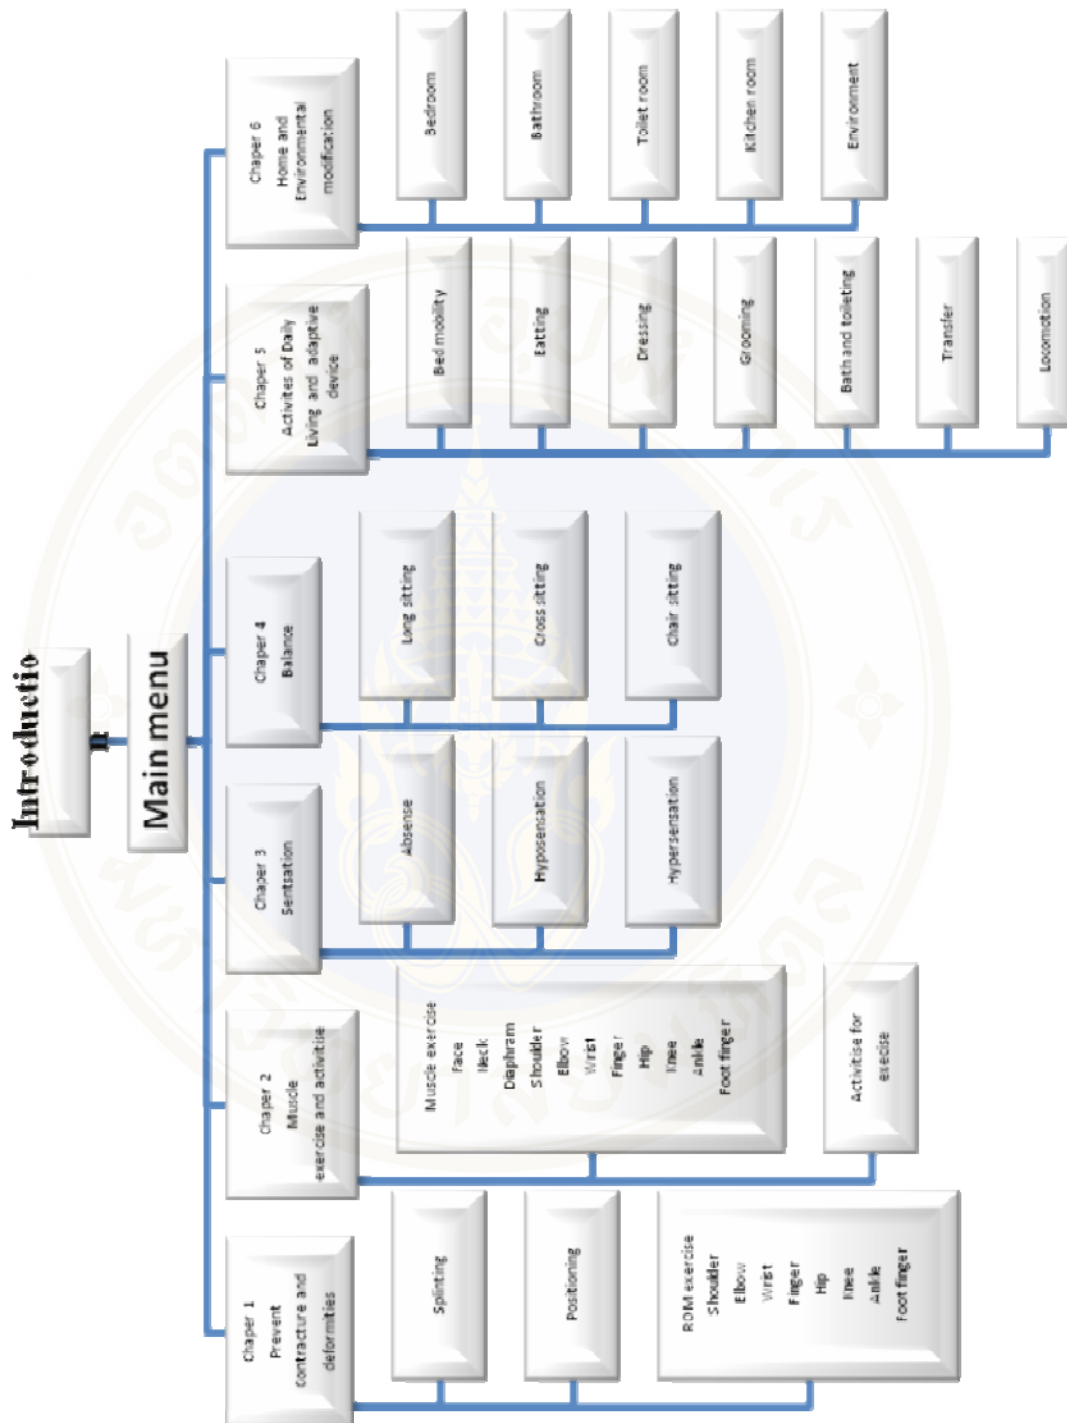 Introductio
n
Main menu
Chaper 1
Prevent
contracture and
deformities
Splinting
Positioning
ROM exercise
Shoulder
Elbow
Wrist
Finger
Hip
Knee
Ankle
Foot finger
Chaper 2
Muscle
exercise and activitise
Muscle exercise
Face
Neck
Diaphram
Shoulder
Elbow
Wrist
Finger
Hip
Knee
Ankle
Foot finger
Activitise for
execise
Chaper 3
Sentsation
Absense
Hyposensation
Hypersensation
Chaper 4
Balance
Long sitting
Cross sitting
Chair sitting
Chaper 5
Activites of Daily
Living and adaptive
device
Bed mobility
Eatting
Dressing
Grooming
Bath and toileting
Transfer
Locomotion
Chaper 6
Home and
Environmental
modification
Bedroom
Bathroom
Toilet room
Kitchen room
Environment